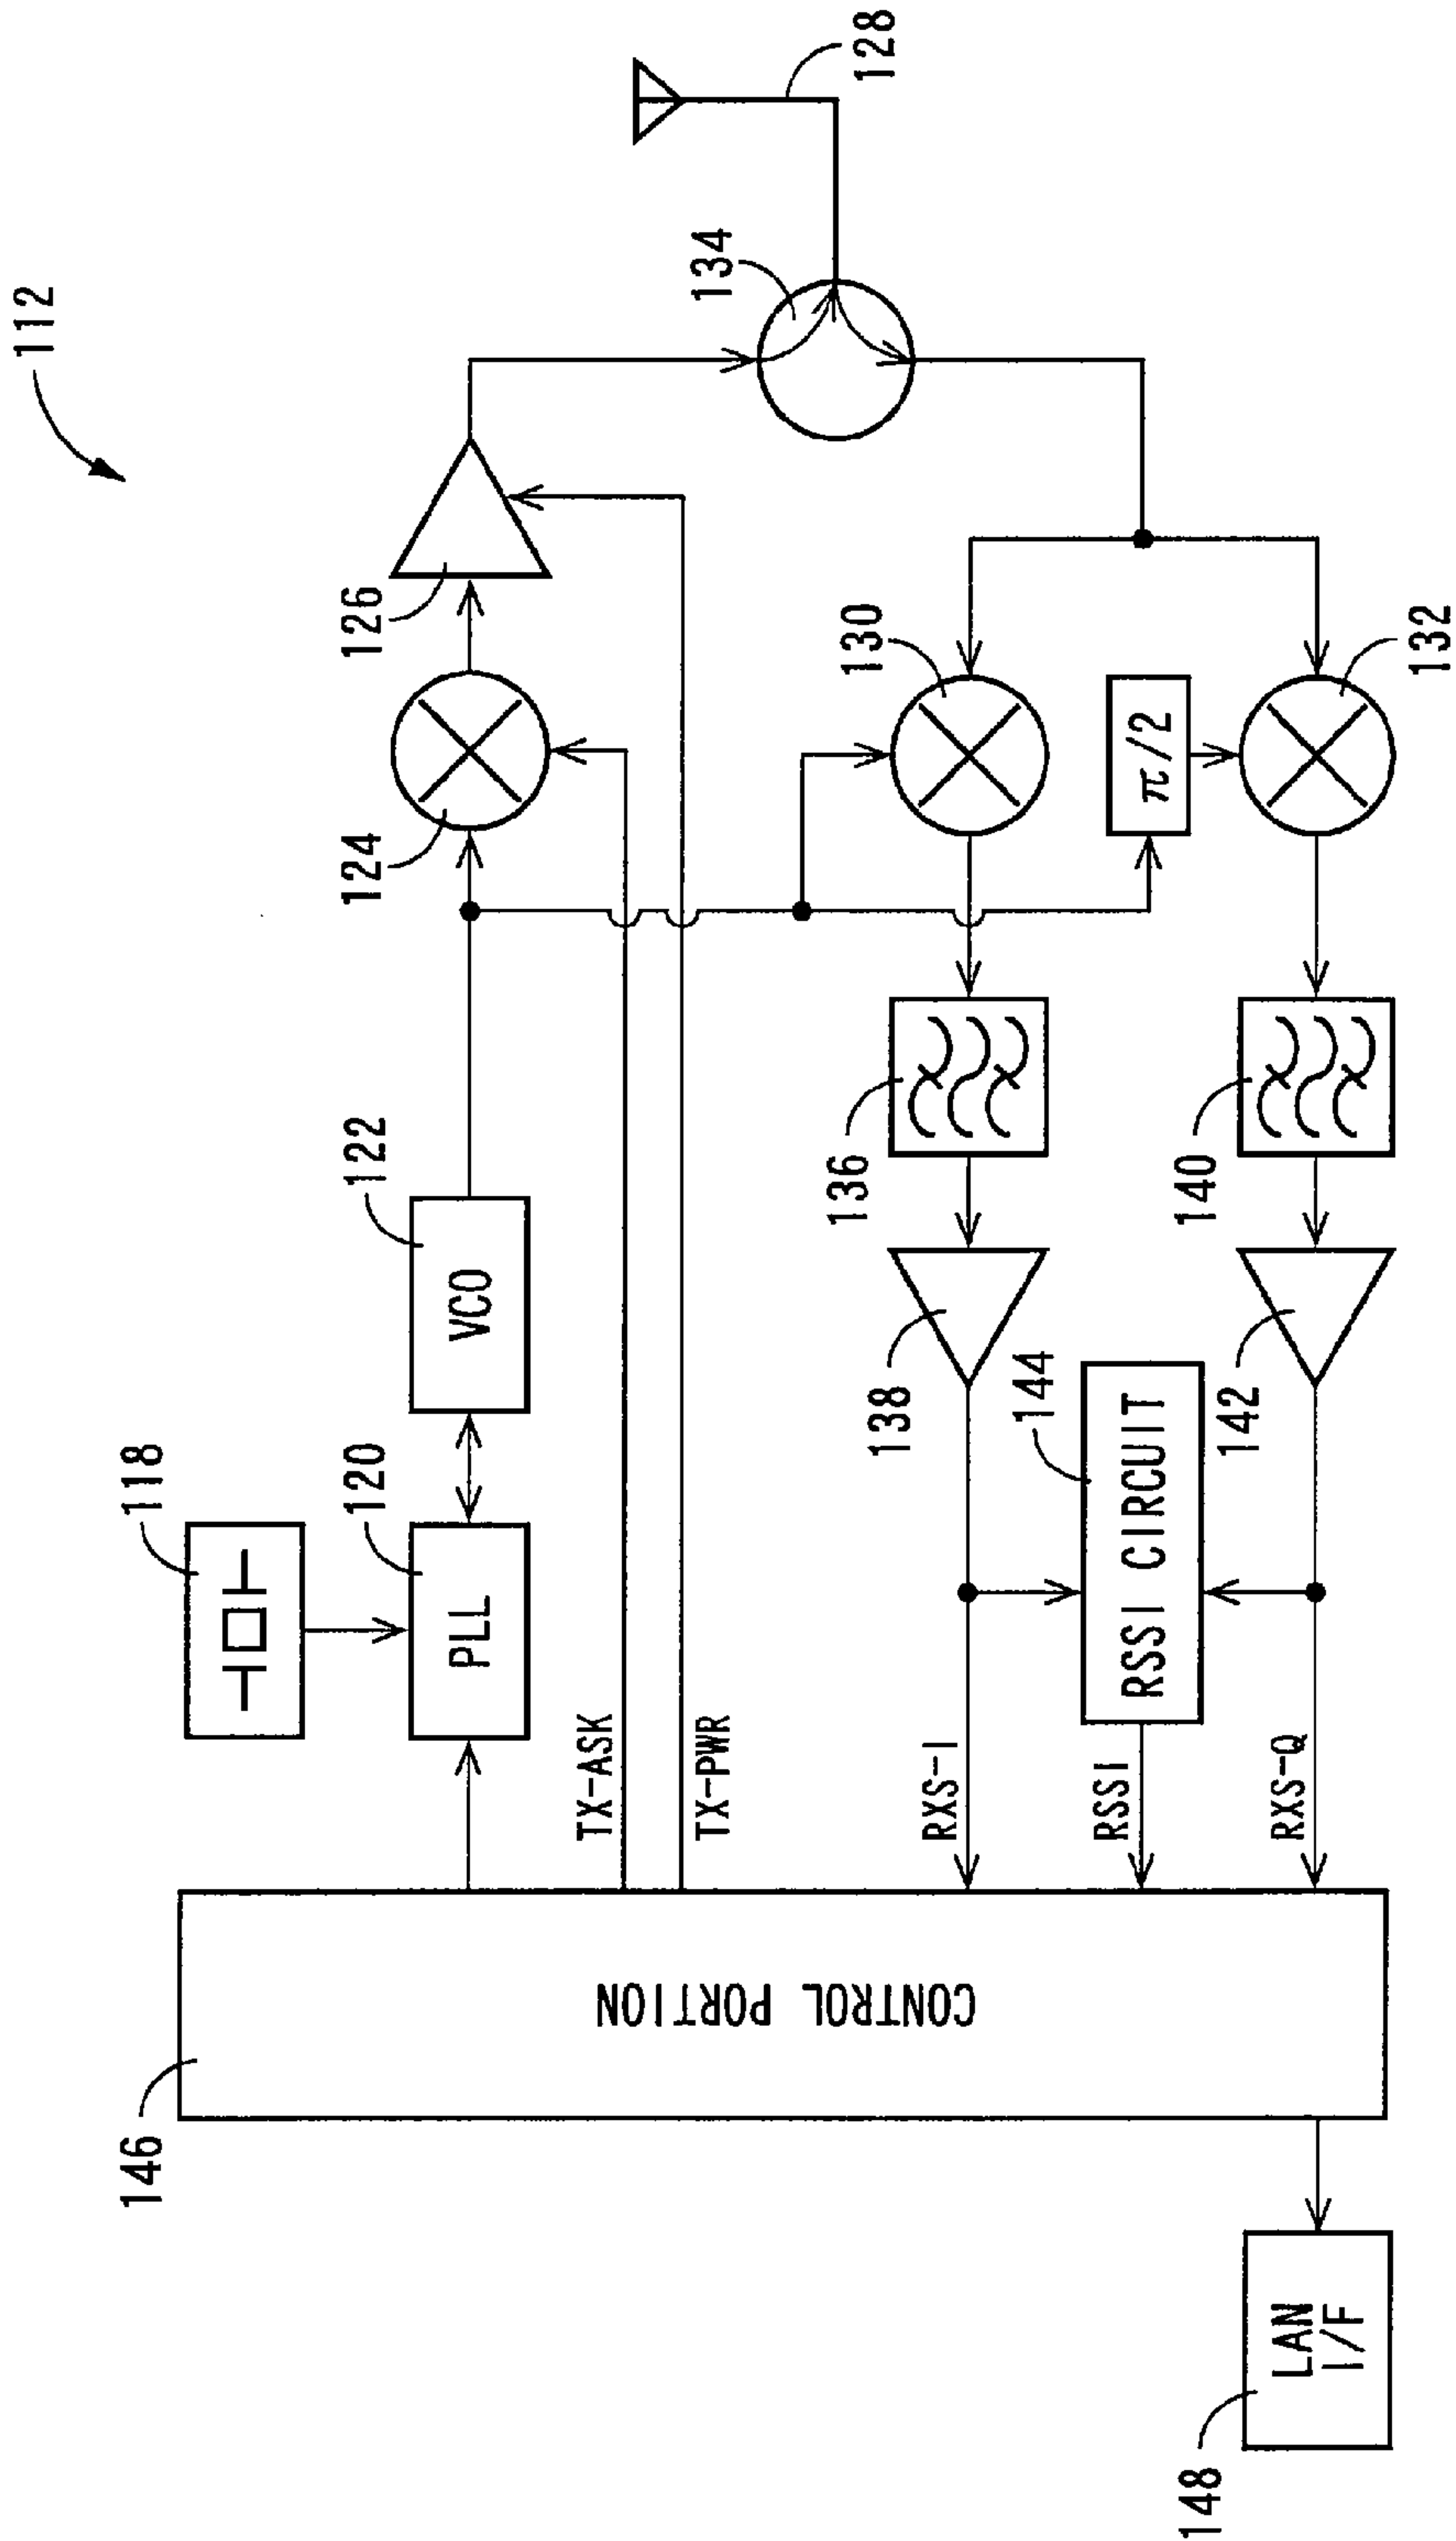 112
118
120
PLL
122
VCO
124
126
134
128
TX-ASK
TX-PWR
130
π/2
132
136
140
138
142
144
RSSI CIRCUIT
RXS-I
RSSI
RXS-Q
146
CONTROL PORTION
148
LAN
I/F